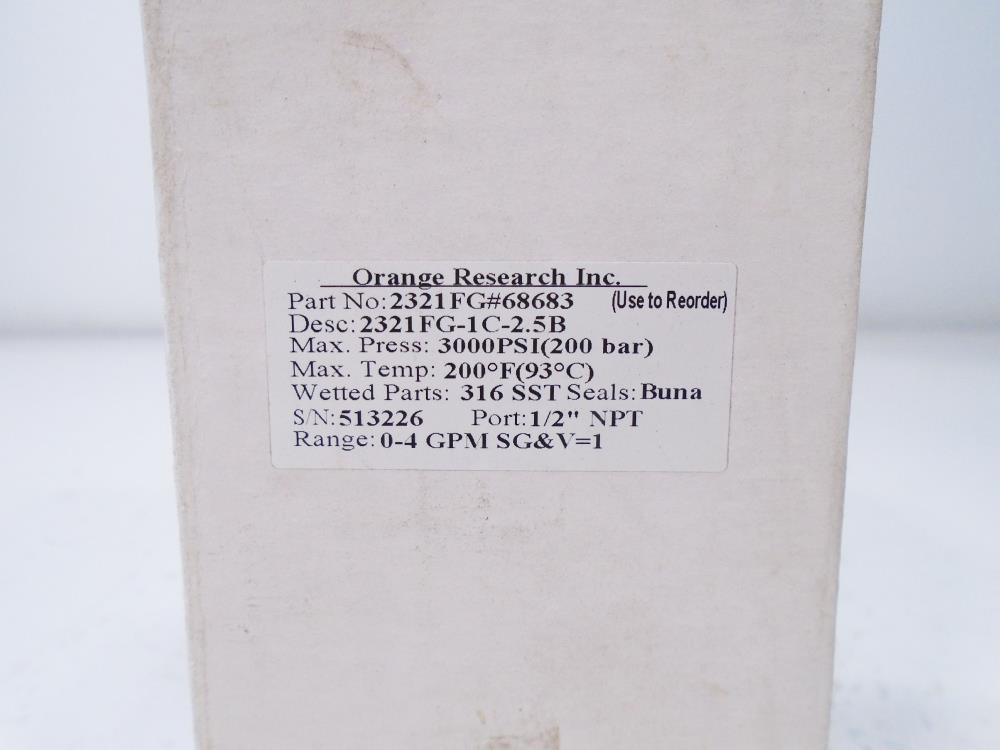 Orange Research Inc.
Part No:2321FG#68683 (Use to Reorder)
Desc:2321FG-1C-2.5B
Max. Press: 3000PSI(200 bar)
Max. Temp: 200°F(93°C)
Wetted Parts: 316 SST Seals:Buna
S/N:513226 Port:1/2" NPT
Range:0-4 GPM SG&V=1